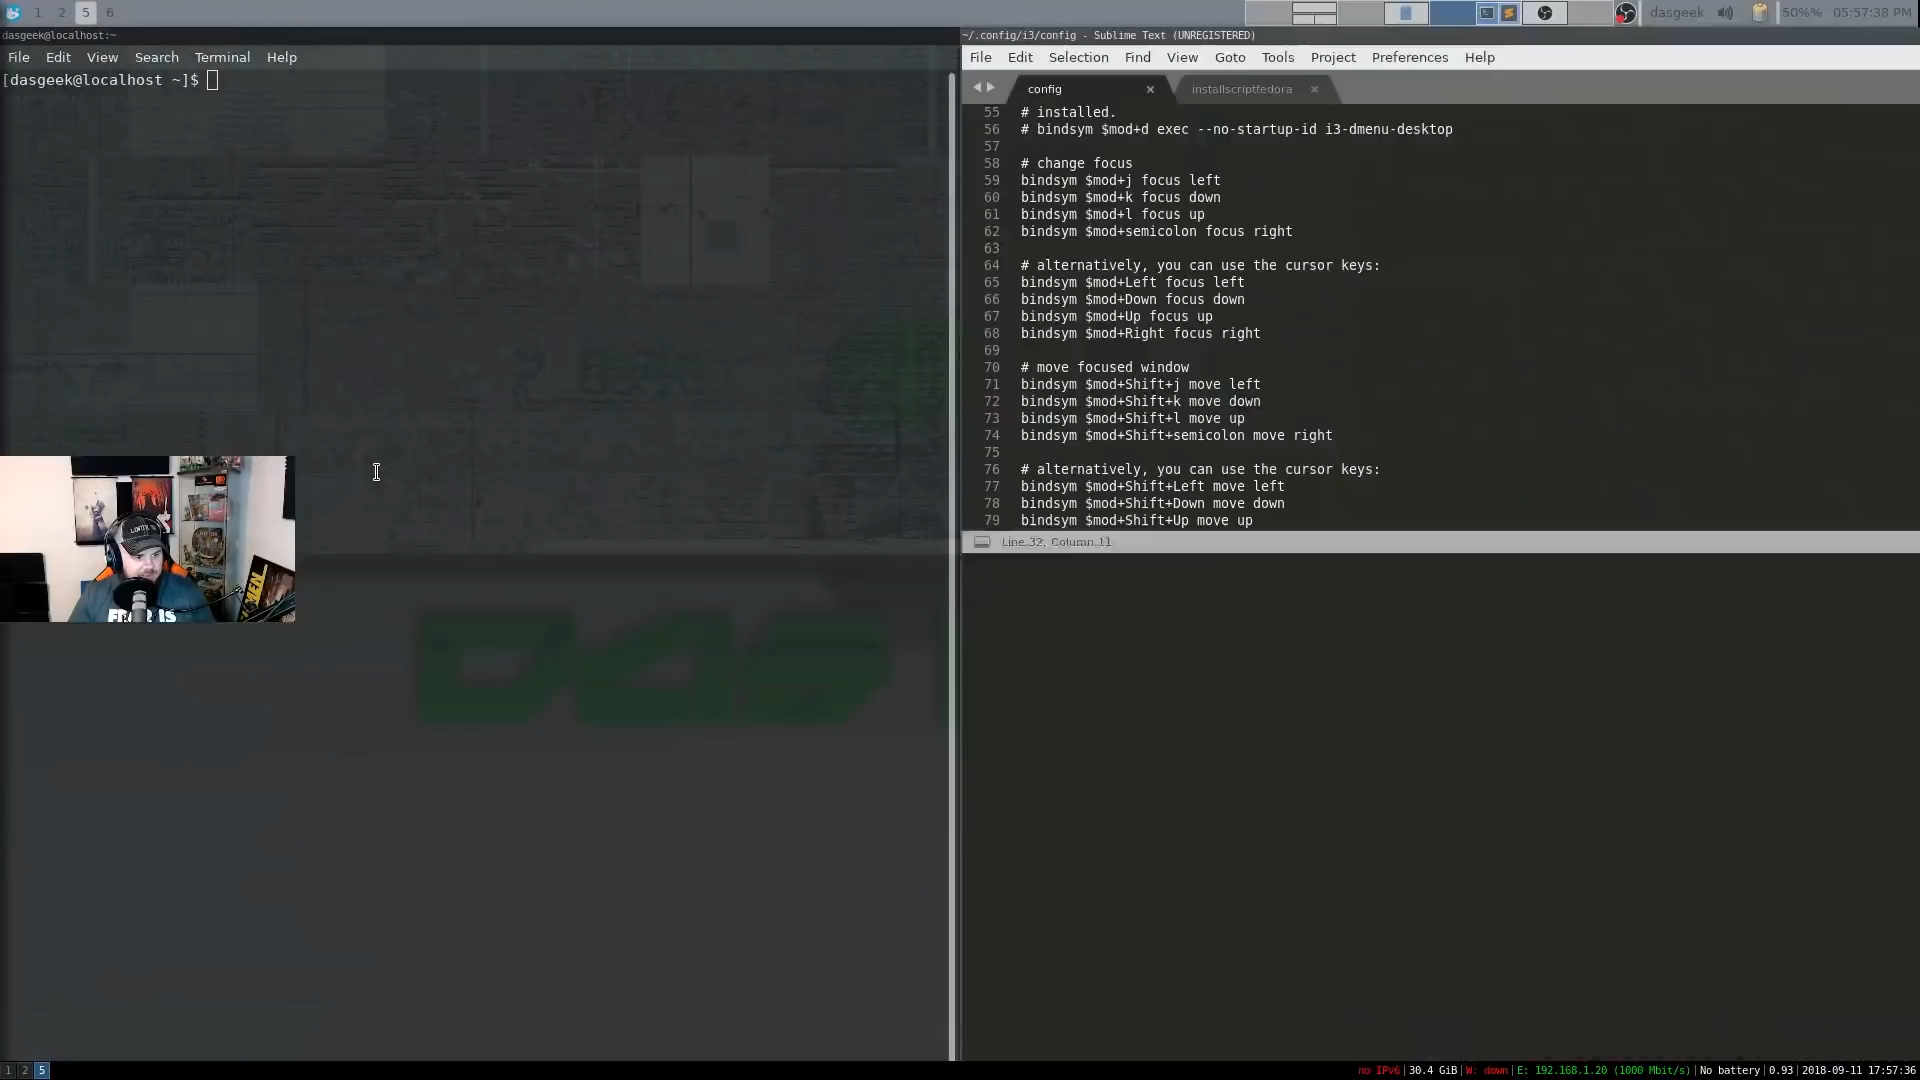 1 2 5 6
dasgeek 50%% 05:57:38 PM
dasgeek@localhost:~
File Edit View Search Terminal Help
[dasgeek@localhost ~]$
~/.config/i3/config - Sublime Text (UNREGISTERED)
File Edit Selection Find View Goto Tools Project Preferences Help
config × installscriptfedora ×
55 # installed.
56 # bindsym $mod+d exec --no-startup-id i3-dmenu-desktop
57
58 # change focus
59 bindsym $mod+j focus left
60 bindsym $mod+k focus down
61 bindsym $mod+l focus up
62 bindsym $mod+semicolon focus right
63
64 # alternatively, you can use the cursor keys:
65 bindsym $mod+Left focus left
66 bindsym $mod+Down focus down
67 bindsym $mod+Up focus up
68 bindsym $mod+Right focus right
69
70 # move focused window
71 bindsym $mod+Shift+j move left
72 bindsym $mod+Shift+k move down
73 bindsym $mod+Shift+l move up
74 bindsym $mod+Shift+semicolon move right
75
76 # alternatively, you can use the cursor keys:
77 bindsym $mod+Shift+Left move left
78 bindsym $mod+Shift+Down move down
79 bindsym $mod+Shift+Up move up
Line 32, Column 11
DAS
1 2 5
no IPv6|30.4 GiB|W: down|E: 192.168.1.20 (1000 Mbit/s)|No battery|0.93|2018-09-11 17:57:36